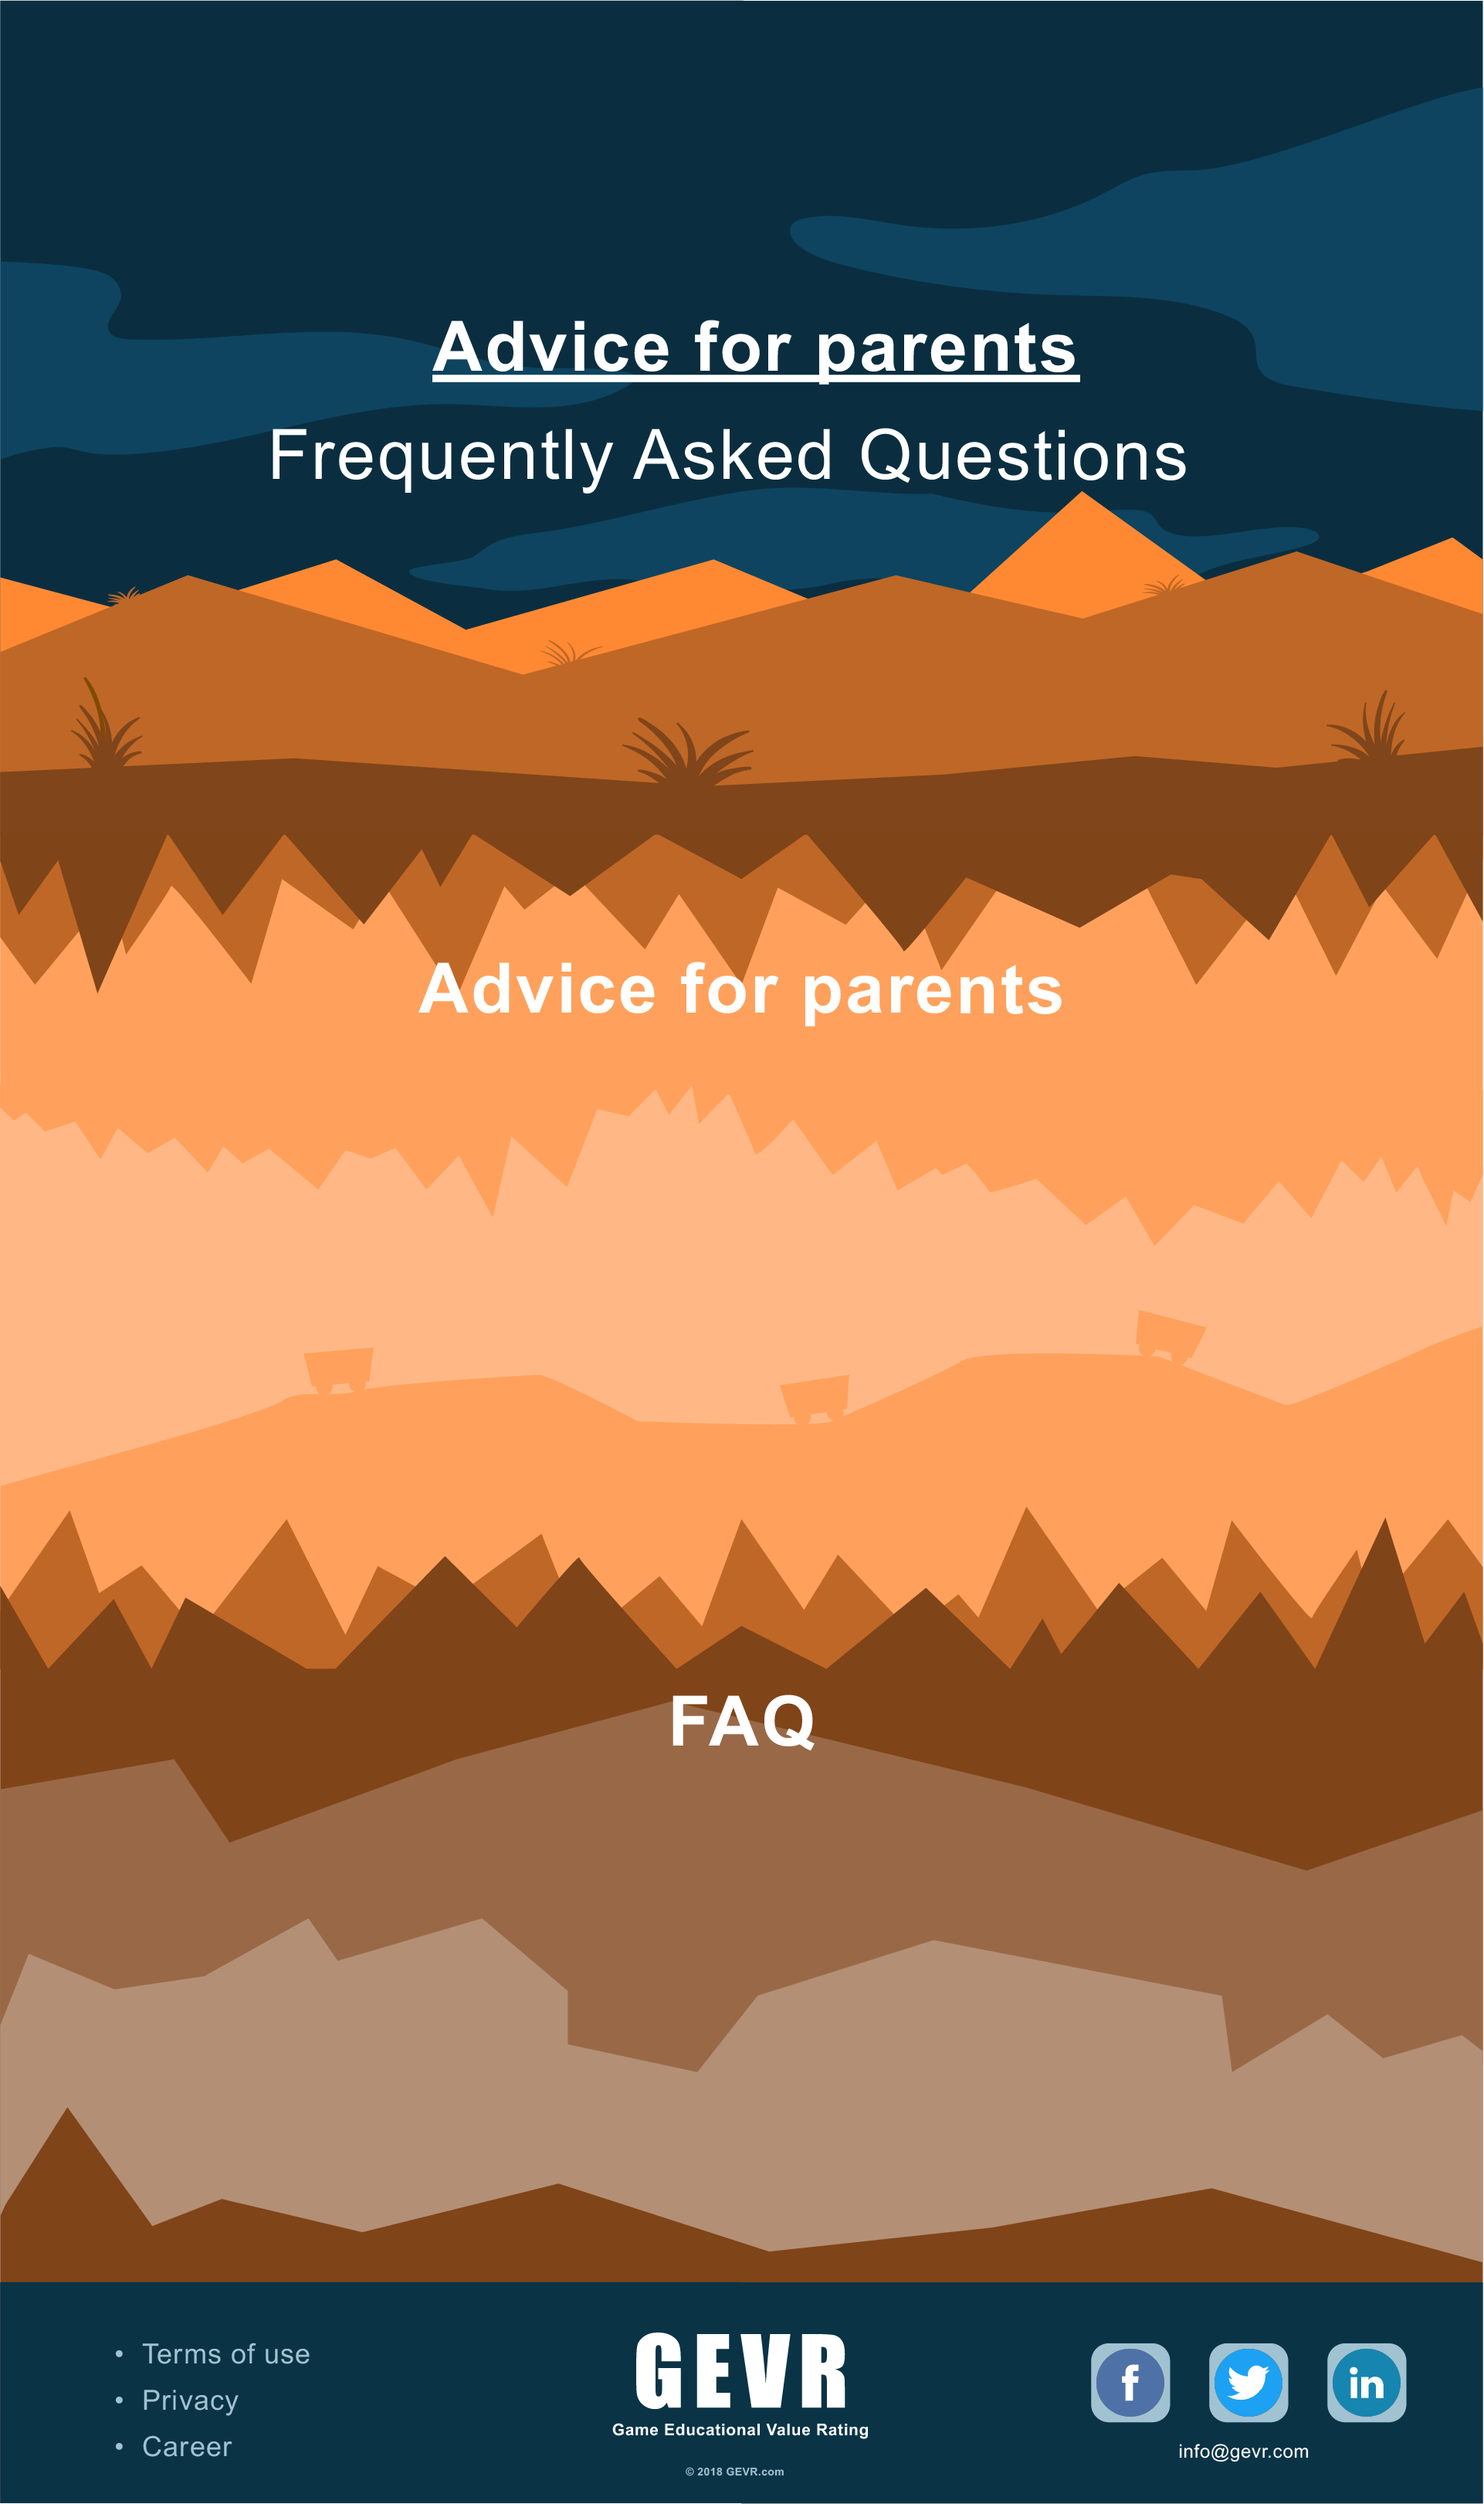 Advice for parents
Frequently Asked Questions
Advice for parents
FAQ
• Terms of use
• Privacy
• Career
GEVR
Game Educational Value Rating
© 2018 GEVR.com
f
in
info@gevr.com